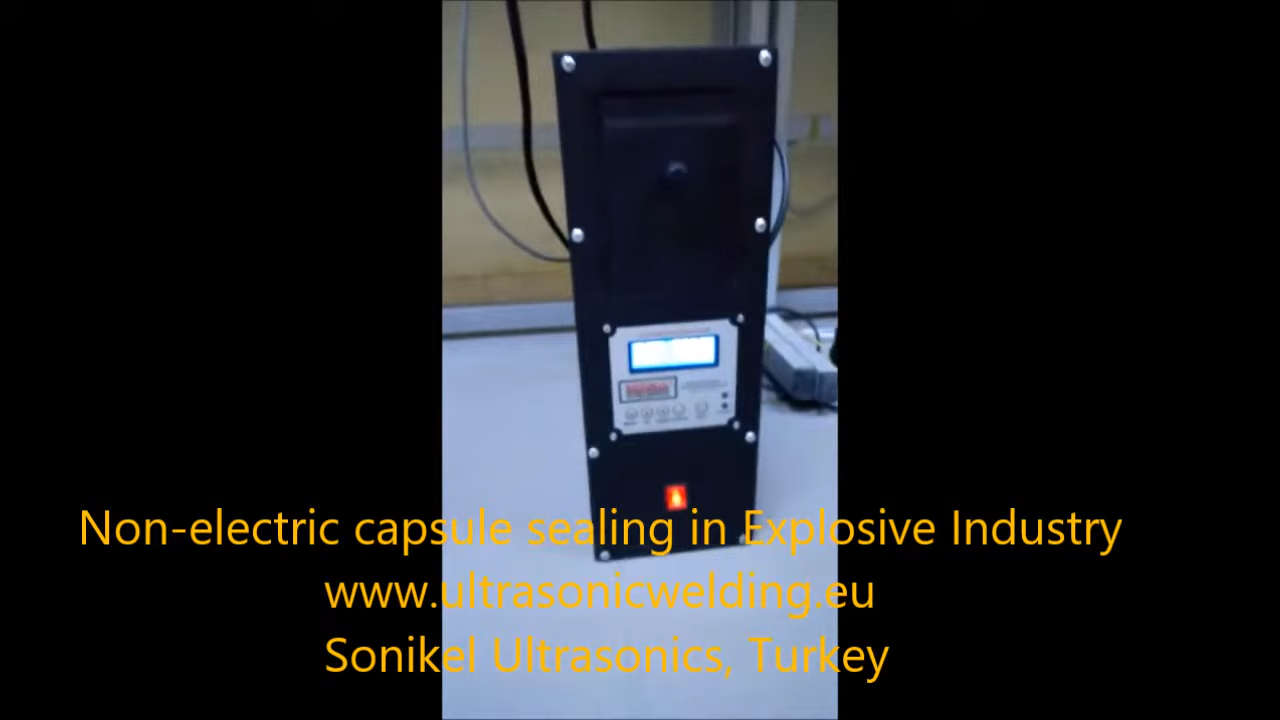 Non-electric capsule sealing in Explosive Industry
www.ultrasonicwelding.eu
Sonikel Ultrasonics, Turkey